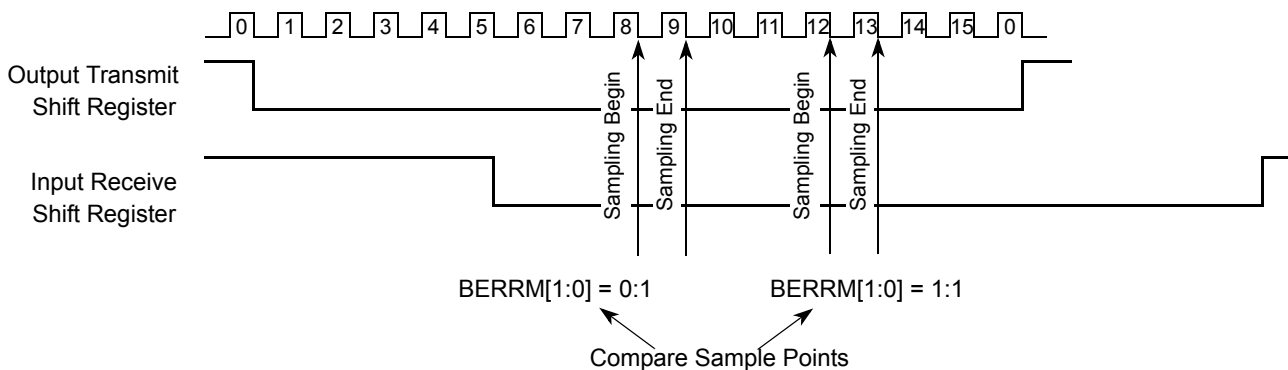 0 1 2 3 4 5 6 7 8 9 10 11 12 13 14 15 0
Output Transmit
Shift Register
Input Receive
Shift Register
Sampling Begin
Sampling End
Sampling Begin
Sampling End
BERRM[1:0] = 0:1
BERRM[1:0] = 1:1
Compare Sample Points